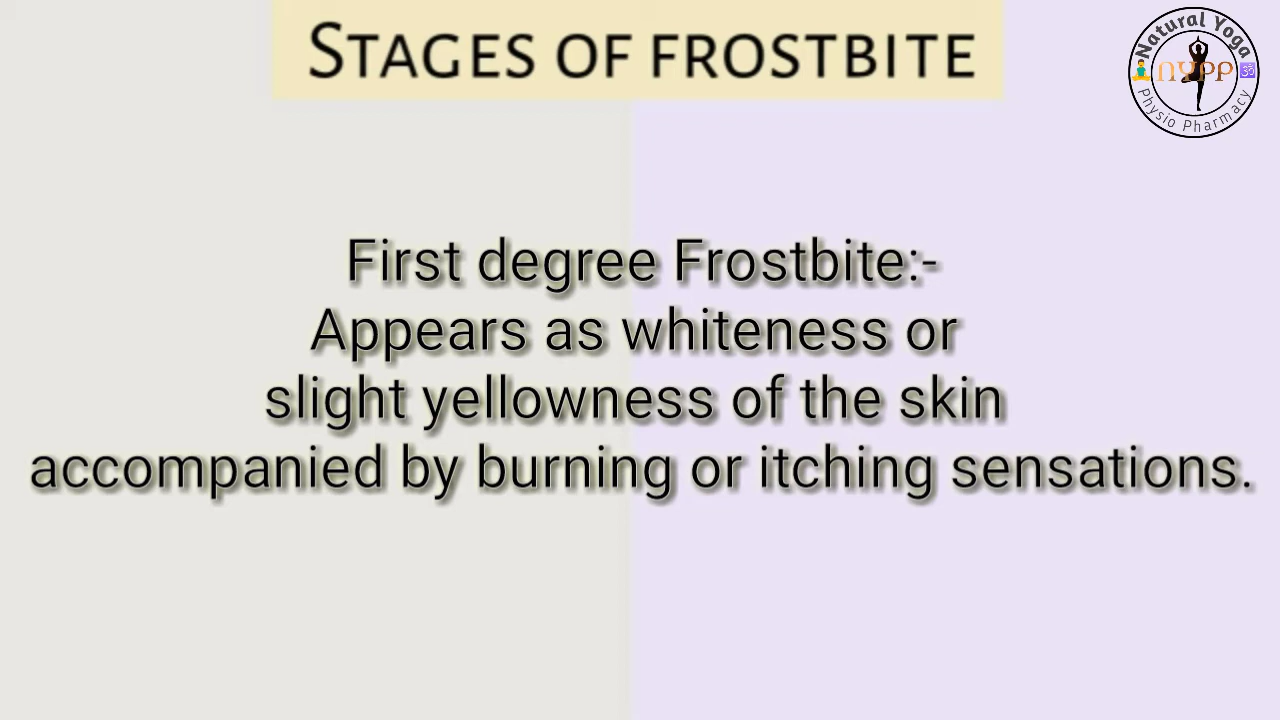 STAGES OF FROSTBITE
Natural Yoga
NYPP
Physio Pharmacy
First degree Frostbite:-
Appears as whiteness or
slight yellowness of the skin
accompanied by burning or itching sensations.